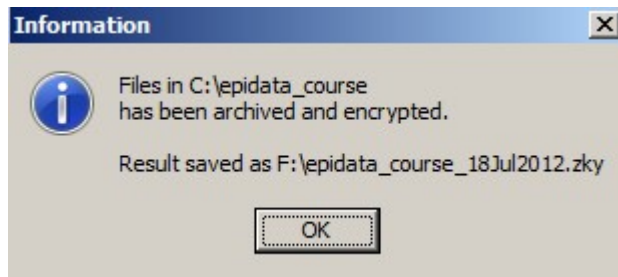 Information
Files in C:\epidata_course
has been archived and encrypted.
Result saved as F:\epidata_course_18Jul2012.zky
OK